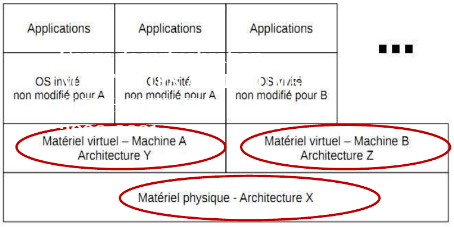 Applications
Applications
Applications
OS invité
non modifié pour A
OS invité
non modifié pour A
OS invité
non modifié pour B
Matériel virtuel – Machine A
Architecture Y
Matériel virtuel – Machine B
Architecture Z
Matériel physique - Architecture X